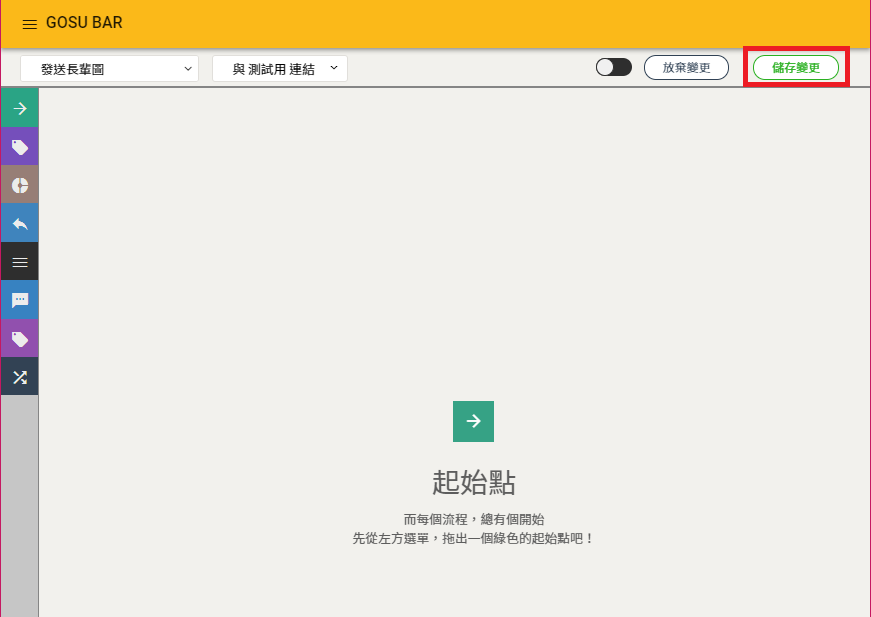 GOSU BAR
發送長輩圖
與 測試用 連結
放棄變更
儲存變更
起始點
而每個流程，總有個開始
先從左方選單，拖出一個綠色的起始點吧！